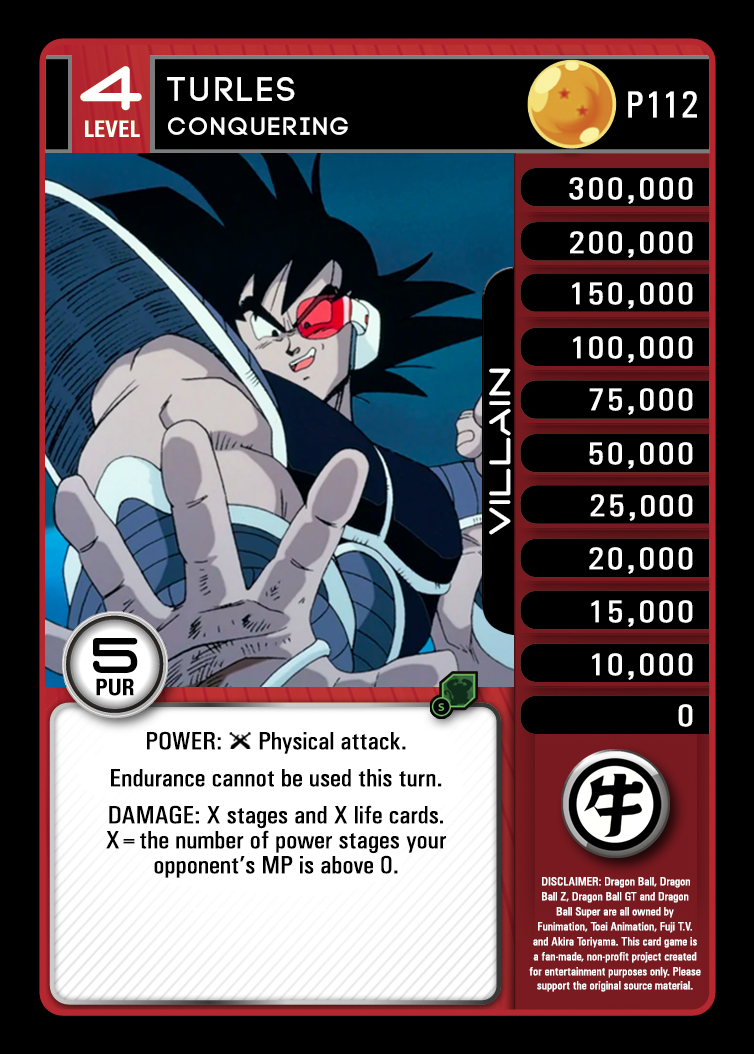 4
LEVEL
TURLES
CONQUERING
P112
300,000
200,000
150,000
100,000
75,000
50,000
25,000
20,000
15,000
10,000
0
VILLAIN
5
PUR
S
POWER: Physical attack.
Endurance cannot be used this turn.
DAMAGE: X stages and X life cards.
X = the number of power stages your
opponent's MP is above 0.
牛
DISCLAIMER: Dragon Ball, Dragon
Ball Z, Dragon Ball GT and Dragon
Ball Super are all owned by
Funimation, Toei Animation, Fuji T.V.
and Akira Toriyama. This card game is
a fan-made, non-profit project created
for entertainment purposes only. Please
support the original source material.